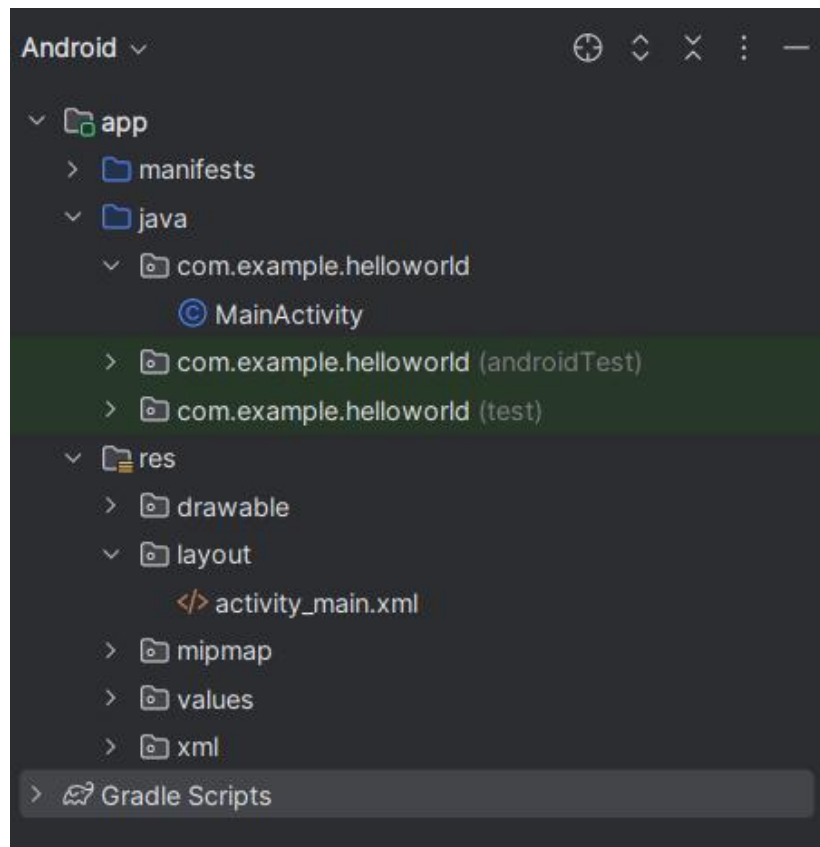 Android
app
manifests
java
com.example.helloworld
MainActivity
com.example.helloworld (androidTest)
com.example.helloworld (test)
res
drawable
layout
activity_main.xml
mipmap
values
xml
Gradle Scripts